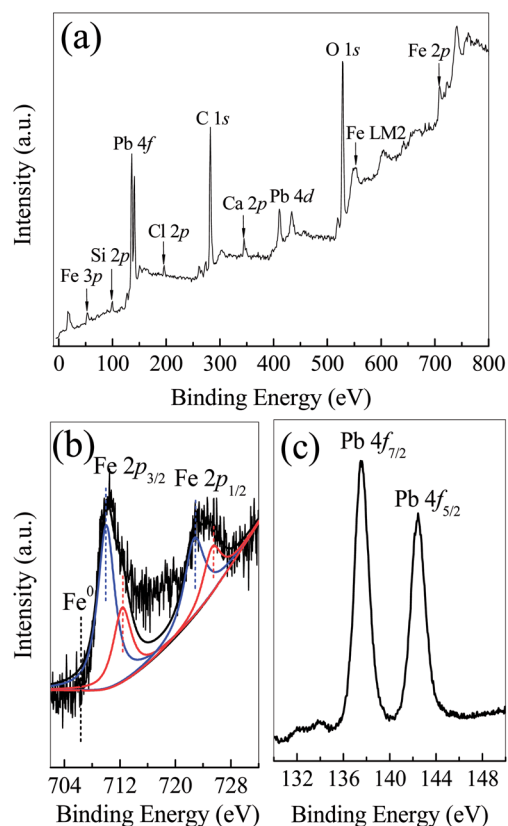 (a)
Intensity (a.u.)
Fe 3p
Si 2p
Pb 4f
Cl 2p
C 1s
Ca 2p
Pb 4d
O 1s
Fe LM2
Fe 2p
0 100 200 300 400 500 600 700 800
Binding Energy (eV)
(b)
Intensity (a.u.)
Fe⁰
Fe 2p₃/₂
Fe 2p₁/₂
704 712 720 728
Binding Energy (eV)
(c)
Pb 4f₇/₂
Pb 4f₅/₂
132 136 140 144 148
Binding Energy (eV)